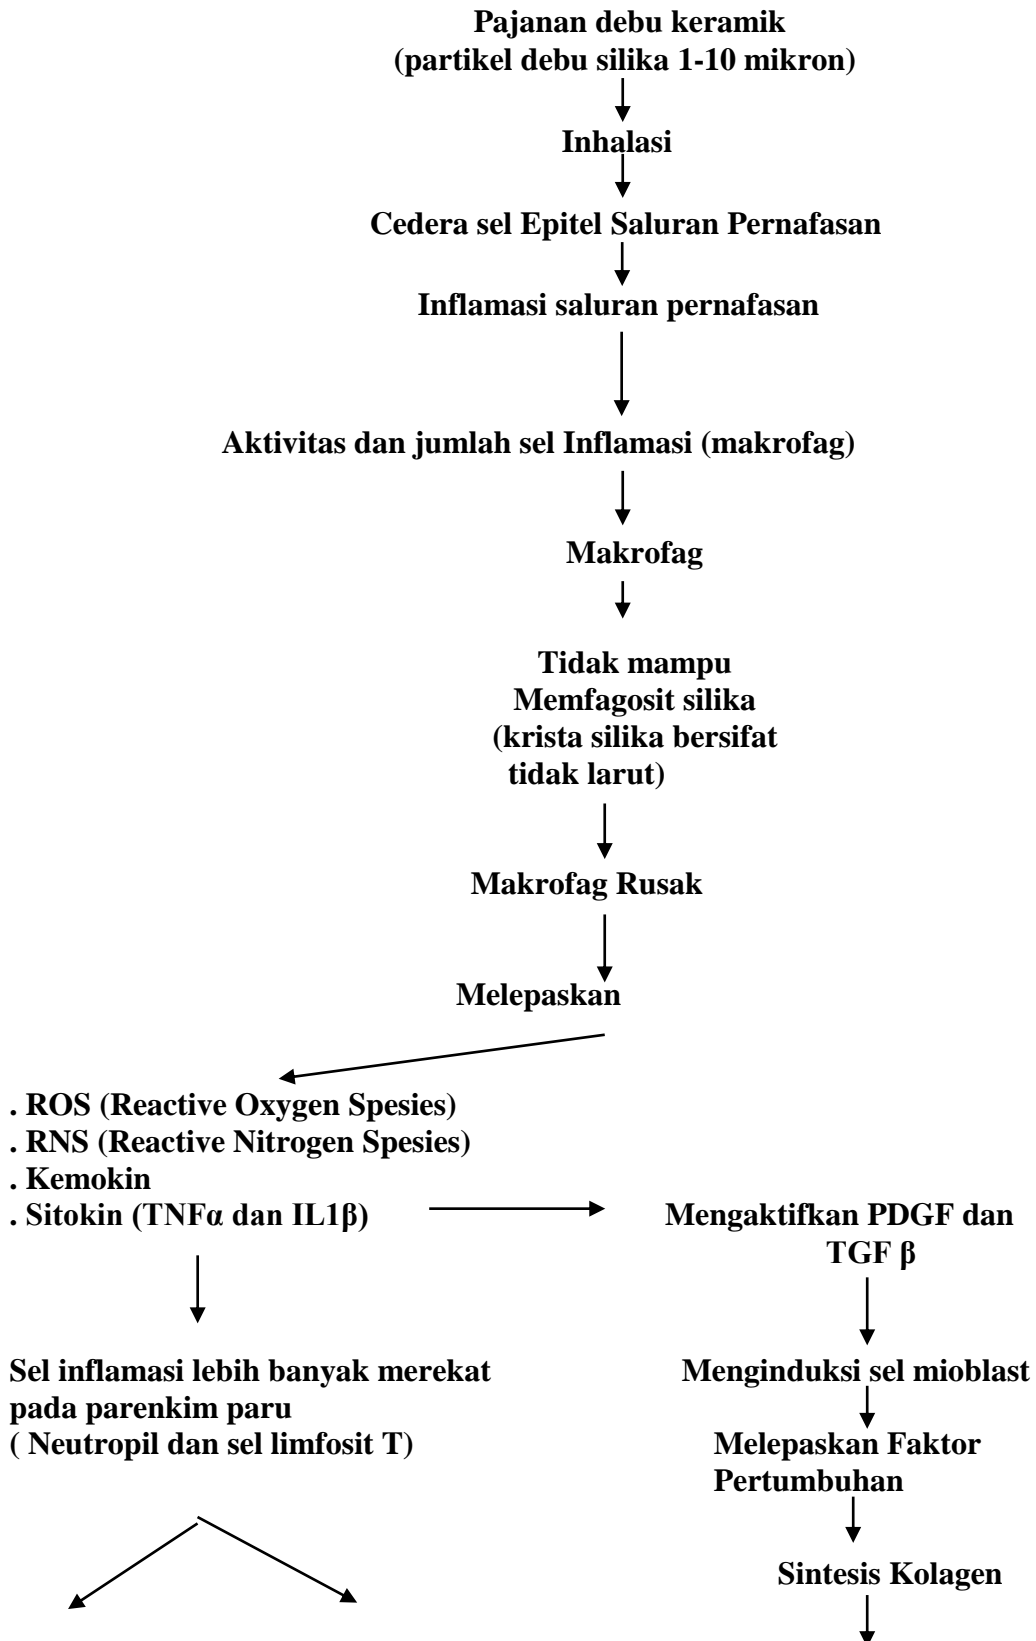 Pajanan debu keramik
(partikel debu silika 1-10 mikron)
Inhalasi
Cedera sel Epitel Saluran Pernafasan
Inflamasi saluran pernafasan
Aktivitas dan jumlah sel Inflamasi (makrofag)
Makrofag
Tidak mampu
Memfagosit silika
(krista silika bersifat
tidak larut)
Makrofag Rusak
Melepaskan
. ROS (Reactive Oxygen Spesies)
. RNS (Reactive Nitrogen Spesies)
. Kemokin
. Sitokin (TNFα dan IL1β)
Mengaktifkan PDGF dan
TGF β
Sel inflamasi lebih banyak merekat
pada parenkim paru
( Neutropil dan sel limfosit T)
Menginduksi sel mioblast
Melepaskan Faktor
Pertumbuhan
Sintesis Kolagen